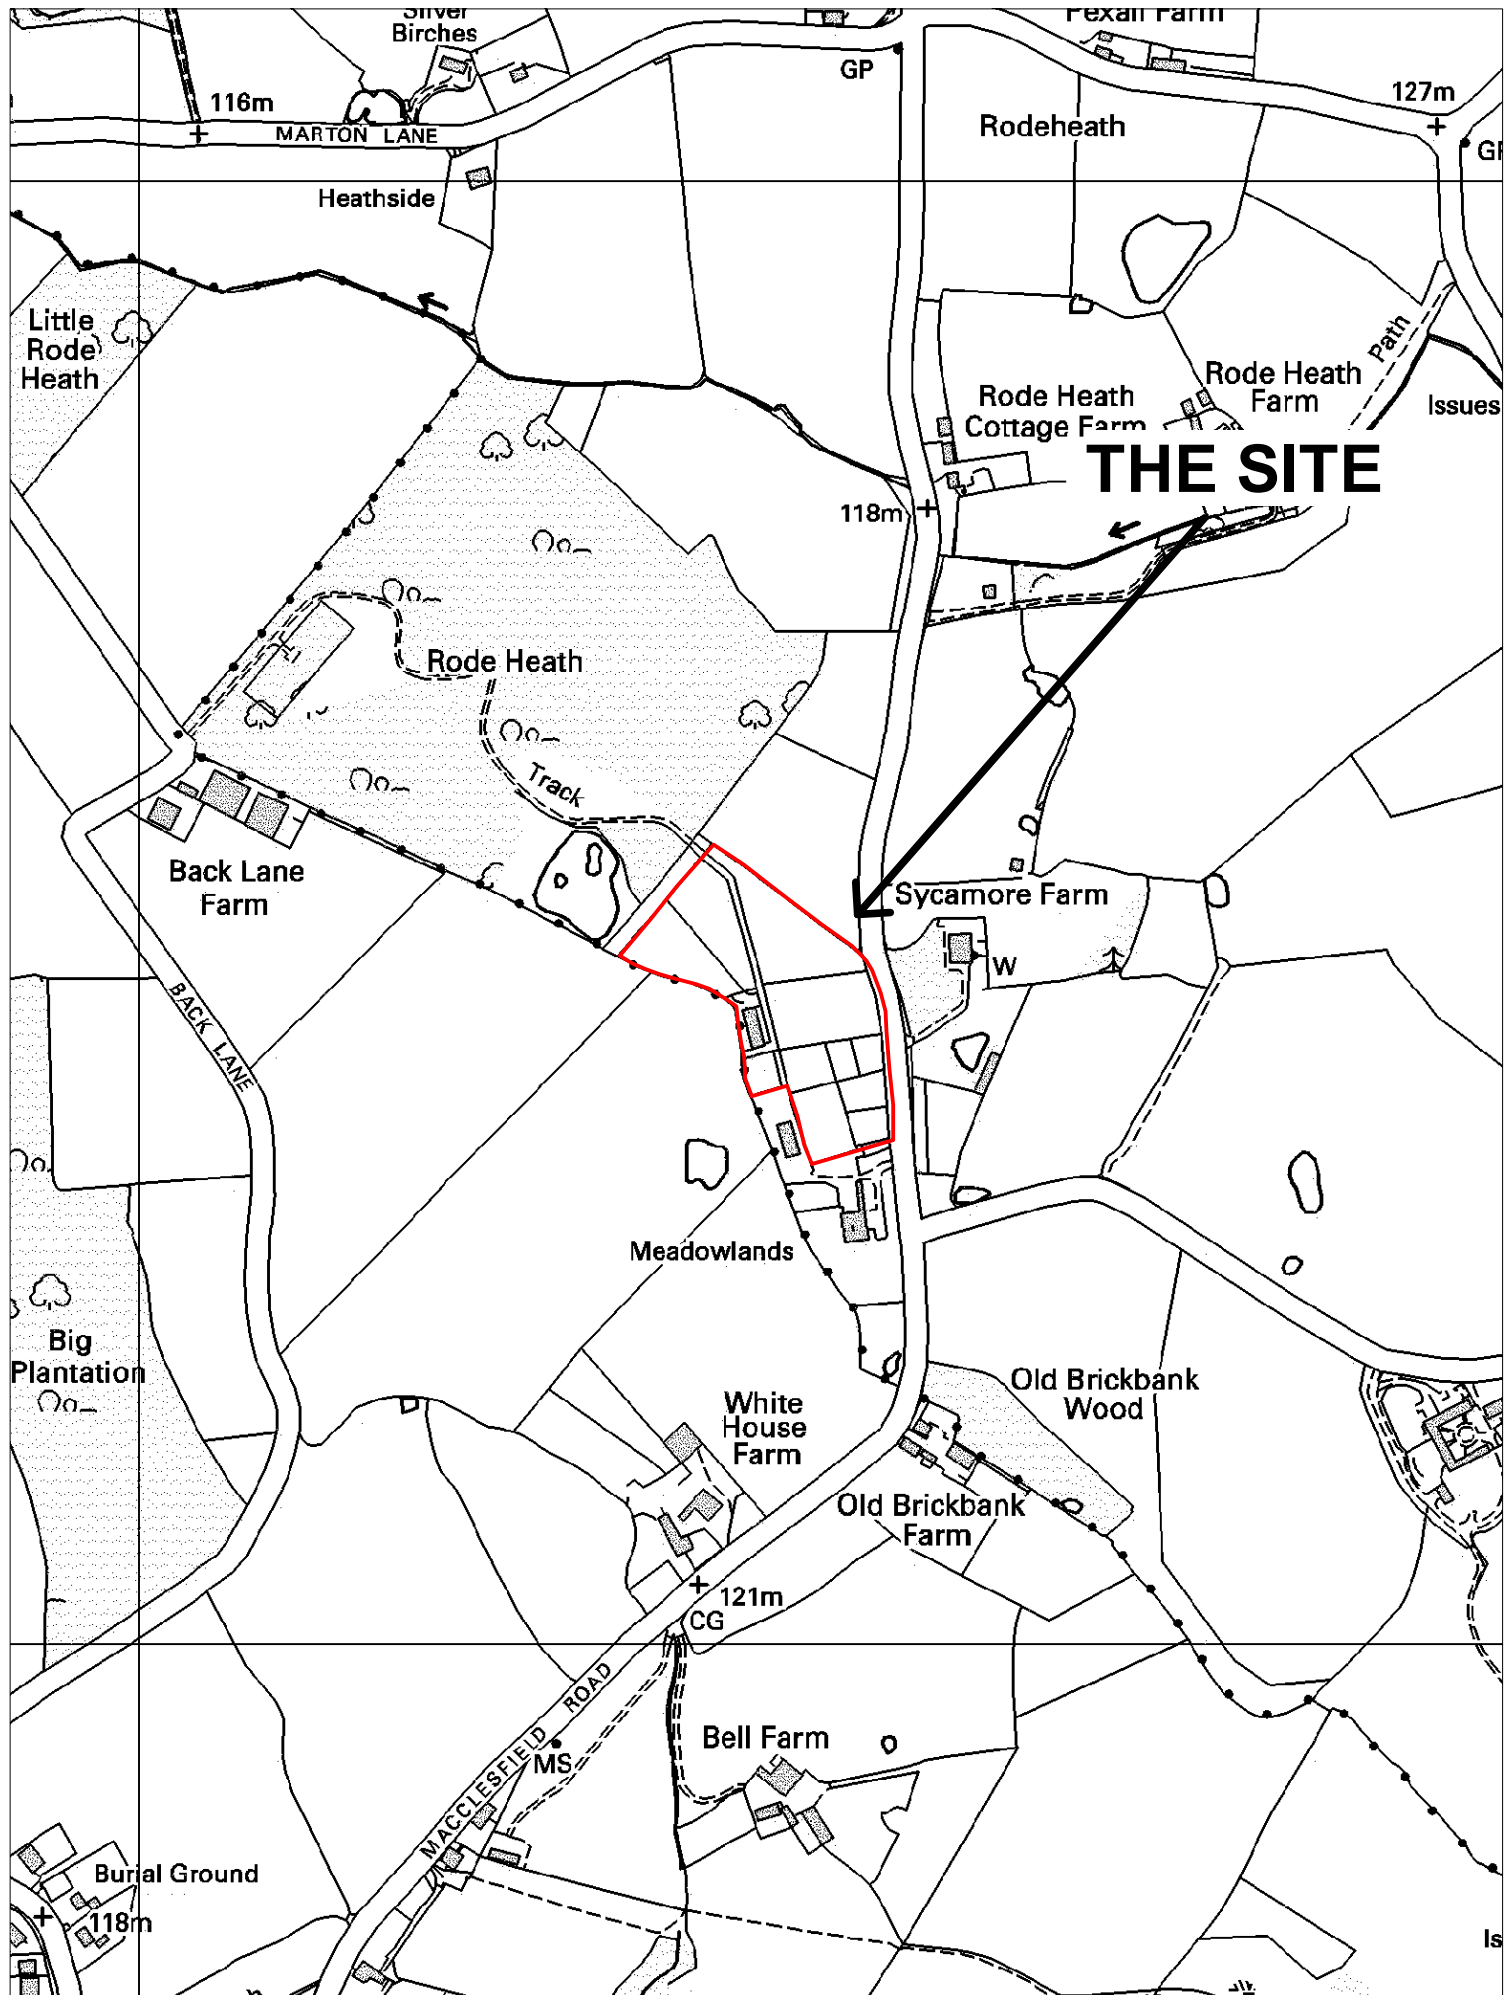 Silver
Birches
Pexall Farm
GP
116m
127m
MARTON LANE
Rodeheath
Heathside
Little
Rode
Heath
Path
Rode Heath
Farm
Rode Heath
Cottage Farm
Issues
THE SITE
118m
Rode Heath
Track
Back Lane
Farm
Sycamore Farm
W
BACK LANE
Meadowlands
Big
Plantation
White
House
Farm
Old Brickbank
Wood
Old Brickbank
Farm
121m
CG
MACCLESFIELD ROAD
MS
Bell Farm
Burial Ground
118m
Is